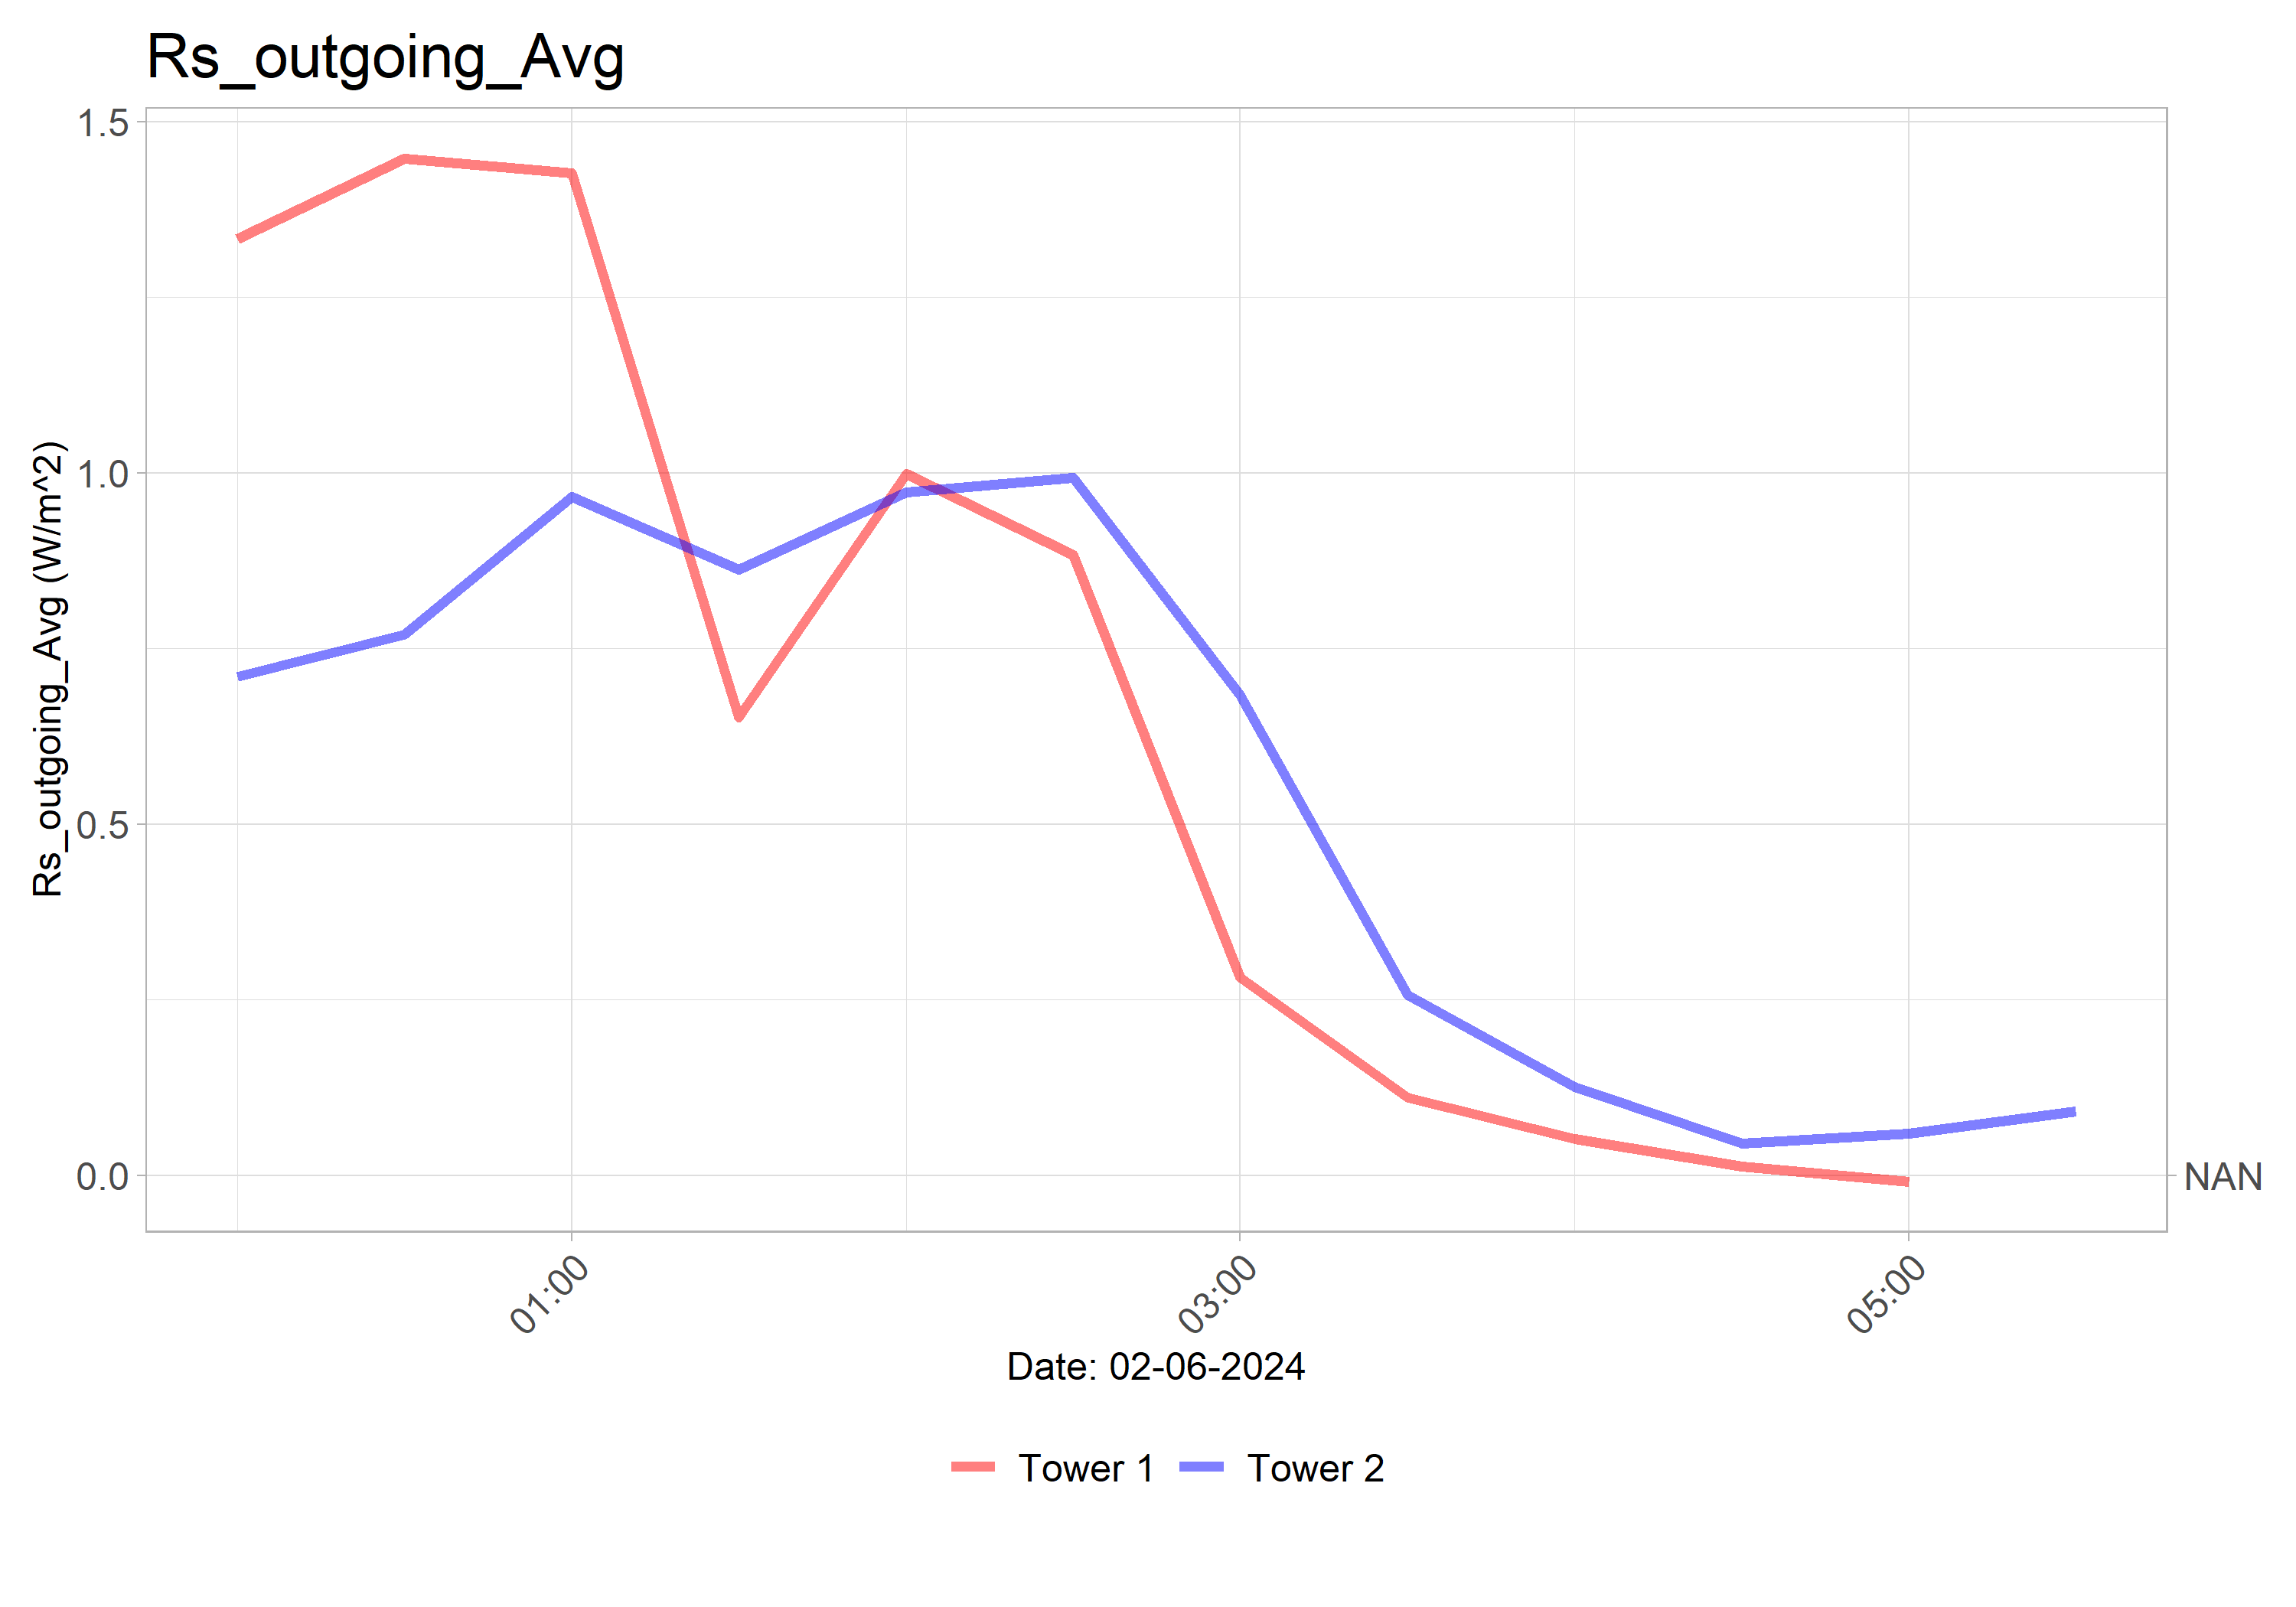 Rs_outgoing_Avg
Rs_outgoing_Avg (W/m^2)
1.5
1.0
0.5
0.0
NAN
01:00
03:00
05:00
Date: 02-06-2024
Tower 1
Tower 2